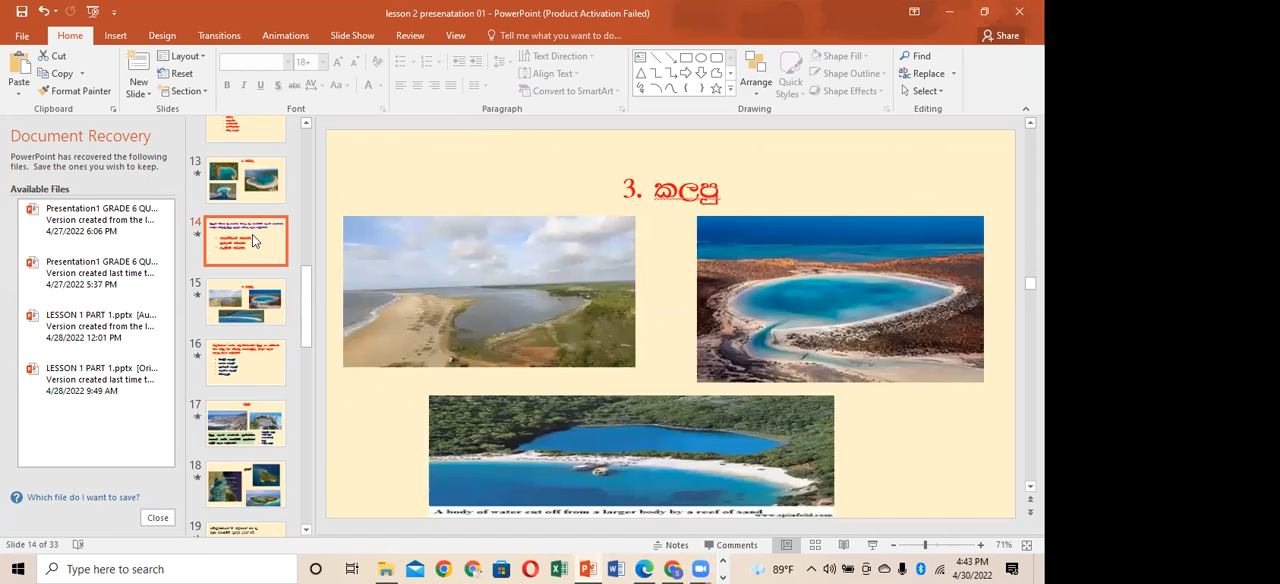 lesson 2 presenatation 01 - PowerPoint (Product Activation Failed)
File Home Insert Design Transitions Animations Slide Show Review View Tell me what you want to do... Share
Paste
Cut
Copy
Format Painter
Clipboard
New Slide
Layout
Reset
Section
Slides
18+
B I U S abc AV Aa A
Font
Text Direction
Align Text
Convert to SmartArt
Paragraph
Arrange
Quick Styles
Shape Fill
Shape Outline
Shape Effects
Drawing
Find
Replace
Select
Editing
Document Recovery
PowerPoint has recovered the following
files. Save the ones you wish to keep.
Available Files
Presentation1 GRADE 6 QU...
Version created from the l...
4/27/2022 6:06 PM
Presentation1 GRADE 6 QU...
Version created last time t...
4/27/2022 5:37 PM
LESSON 1 PART 1.pptx [Au...
Version created from the l...
4/28/2022 12:01 PM
LESSON 1 PART 1.pptx [Ori...
Version created last time t...
4/28/2022 9:49 AM
Which file do I want to save?
Close
13
14
15
16
17
18
19
3. කලපු
A body of water cut off from a larger body by a reef of sand
Slide 14 of 33
Notes Comments 71%
Type here to search
89°F
4:43 PM
4/30/2022